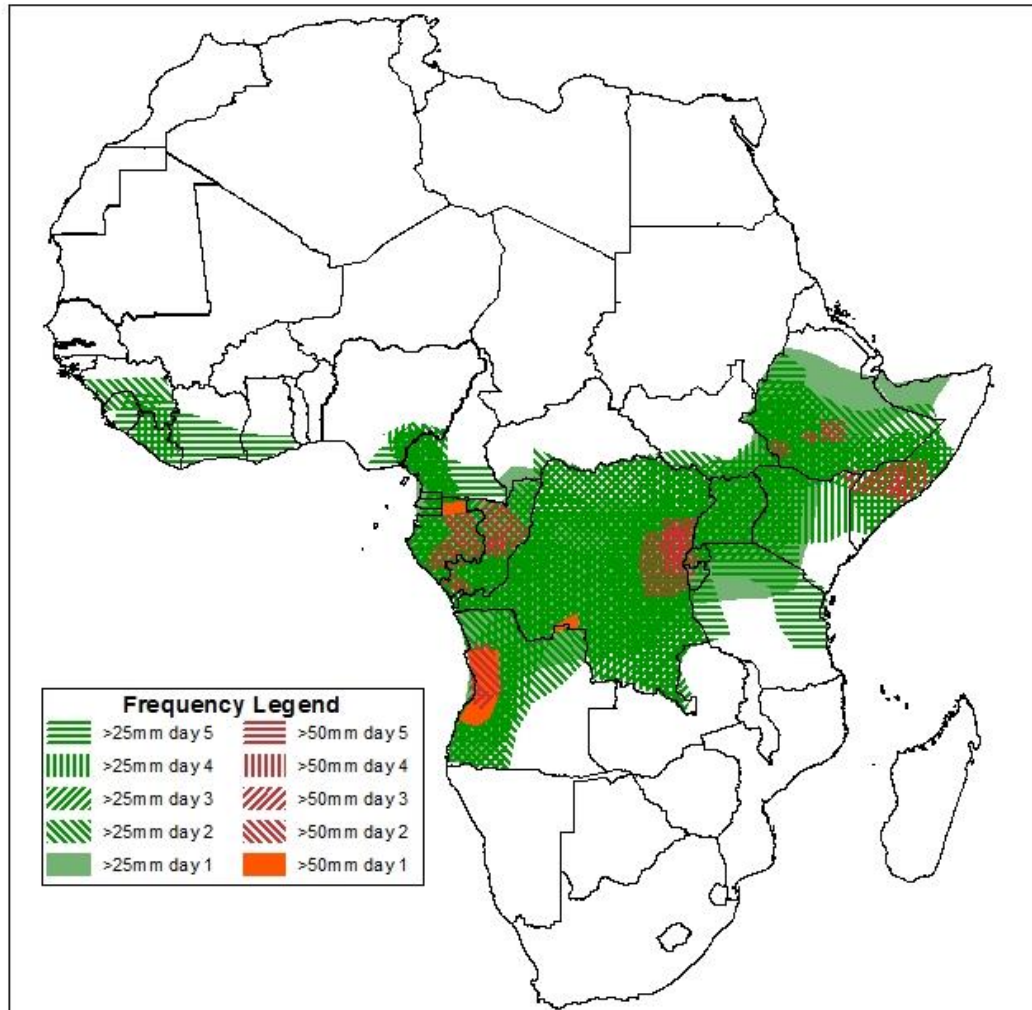 Frequency Legend
>25mm day 5 >50mm day 5
>25mm day 4 >50mm day 4
>25mm day 3 >50mm day 3
>25mm day 2 >50mm day 2
>25mm day 1 >50mm day 1